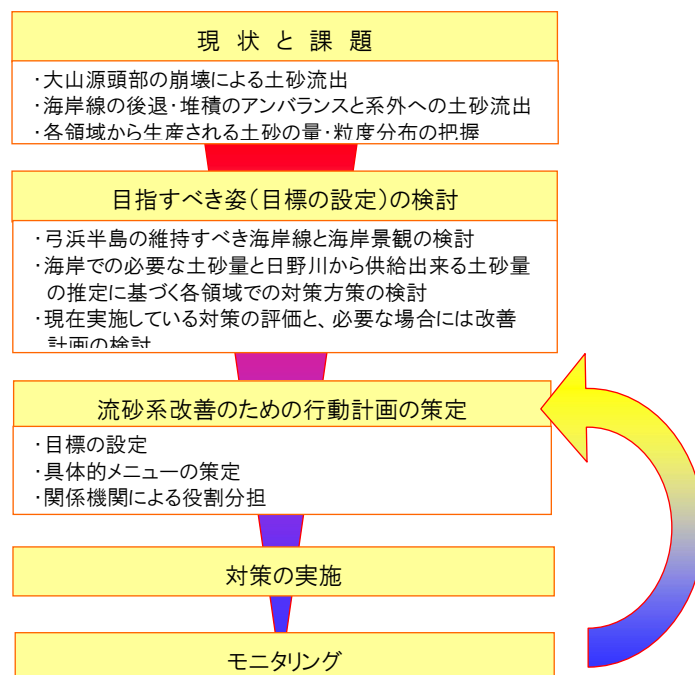 現 状 と 課 題
・大山源頭部の崩壊による土砂流出
・海岸線の後退・堆積のアンバランスと系外への土砂流出
・各領域から生産される土砂の量・粒度分布の把握
目指すべき姿（目標の設定）の検討
・弓浜半島の維持すべき海岸線と海岸景観の検討
・海岸での必要な土砂量と日野川から供給出来る土砂量
の推定に基づく各領域での対策方策の検討
・現在実施している対策の評価と、必要な場合には改善
計画の検討
流砂系改善のための行動計画の策定
・目標の設定
・具体的メニューの策定
・関係機関による役割分担
対策の実施
モニタリング